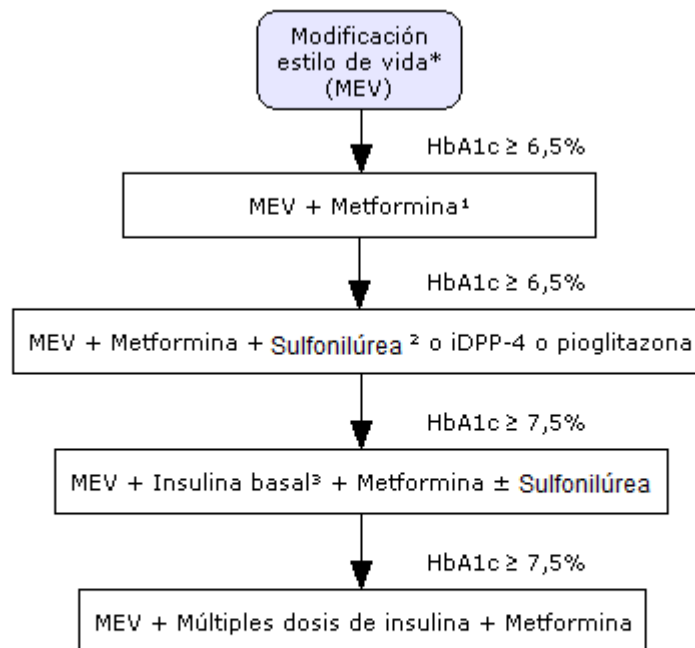 Modificación
estilo de vida*
(MEV)
HbA1c ≥ 6,5%
MEV + Metformina¹
HbA1c ≥ 6,5%
MEV + Metformina + Sulfonilúrea ² o iDPP-4 o pioglitazona
HbA1c ≥ 7,5%
MEV + Insulina basal³ + Metformina ± Sulfonilúrea
HbA1c ≥ 7,5%
MEV + Múltiples dosis de insulina + Metformina